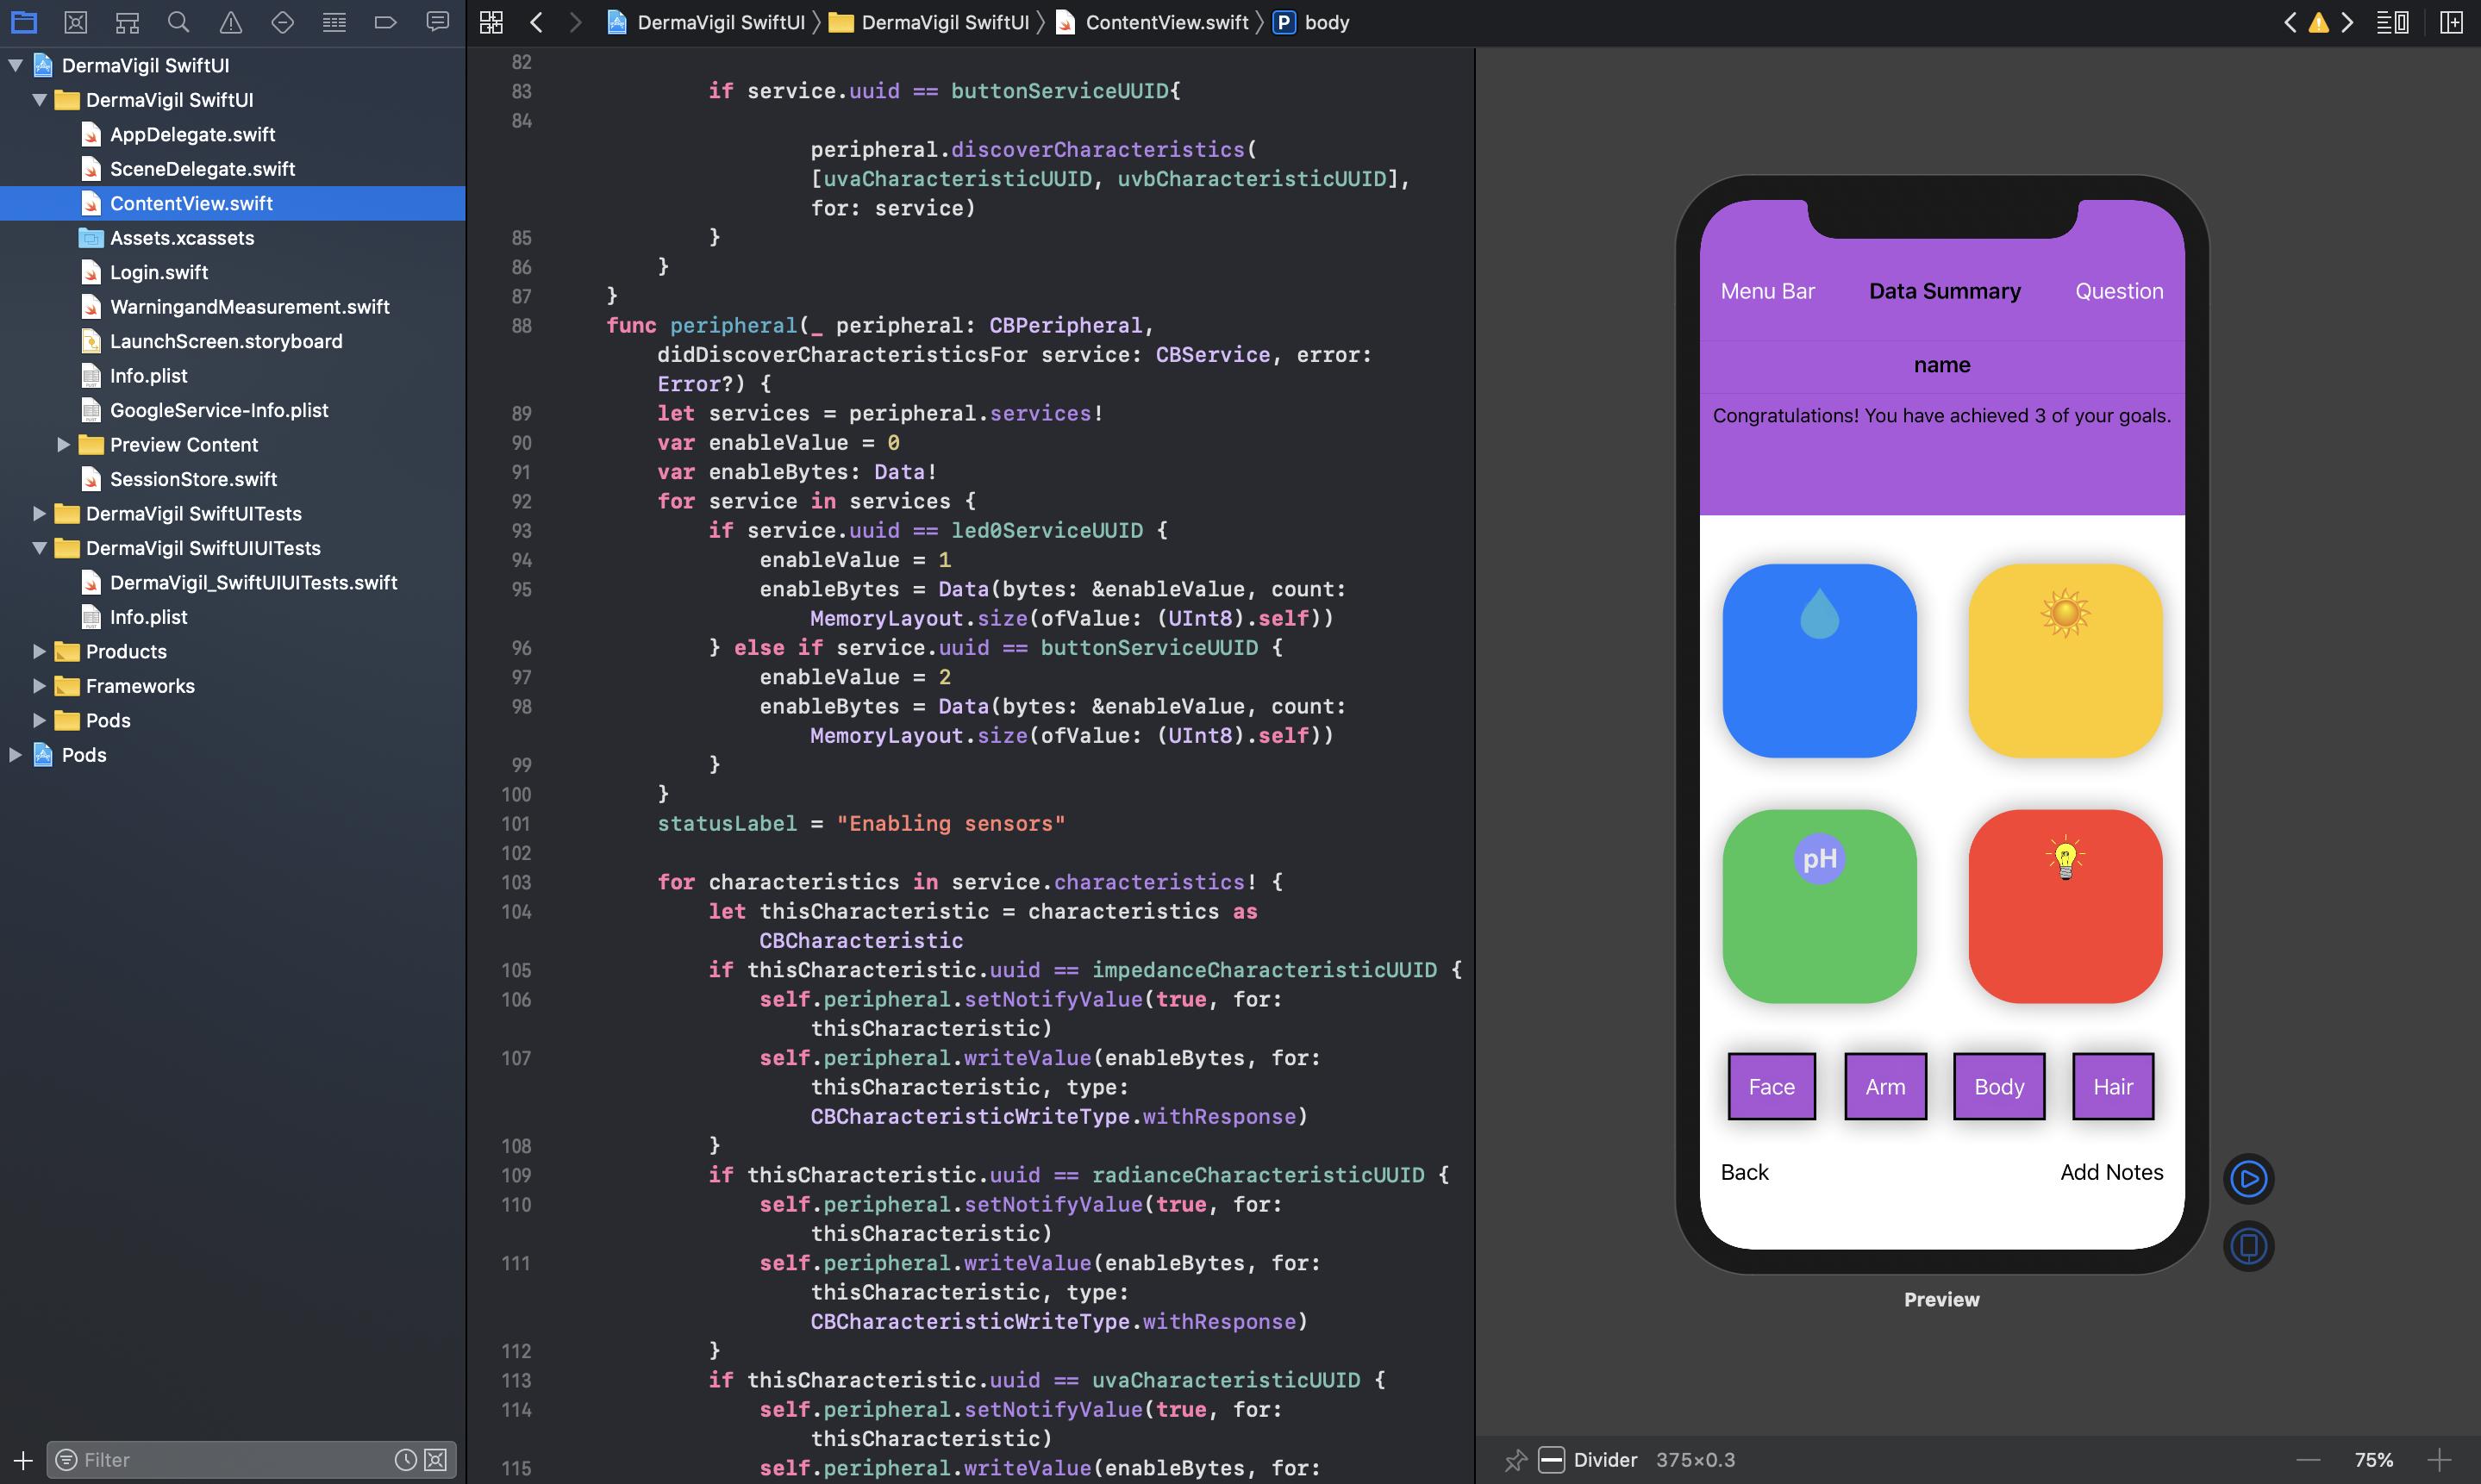 DermaVigil SwiftUI
DermaVigil SwiftUI
AppDelegate.swift
SceneDelegate.swift
ContentView.swift
Assets.xcassets
Login.swift
WarningandMeasurement.swift
LaunchScreen.storyboard
Info.plist
GoogleService-Info.plist
Preview Content
SessionStore.swift
DermaVigil SwiftUITests
DermaVigil SwiftUIUITests
DermaVigil_SwiftUIUITests.swift
Info.plist
Products
Frameworks
Pods
Pods
Filter
DermaVigil SwiftUI DermaVigil SwiftUI ContentView.swift P body
82
83 if service.uuid == buttonServiceUUID{
84
peripheral.discoverCharacteristics(
[uvaCharacteristicUUID, uvbCharacteristicUUID],
for: service)
85 }
86 }
87 }
88 func peripheral(_ peripheral: CBPeripheral,
didDiscoverCharacteristicsFor service: CBService, error:
Error?) {
89 let services = peripheral.services!
90 var enableValue = 0
91 var enableBytes: Data!
92 for service in services {
93 if service.uuid == led0ServiceUUID {
94 enableValue = 1
95 enableBytes = Data(bytes: &enableValue, count:
MemoryLayout.size(ofValue: (UInt8).self))
96 } else if service.uuid == buttonServiceUUID {
97 enableValue = 2
98 enableBytes = Data(bytes: &enableValue, count:
MemoryLayout.size(ofValue: (UInt8).self))
99 }
100 }
101 statusLabel = "Enabling sensors"
102
103 for characteristics in service.characteristics! {
104 let thisCharacteristic = characteristics as
CBCharacteristic
105 if thisCharacteristic.uuid == impedanceCharacteristicUUID {
106 self.peripheral.setNotifyValue(true, for:
thisCharacteristic)
107 self.peripheral.writeValue(enableBytes, for:
thisCharacteristic, type:
CBCharacteristicWriteType.withResponse)
108 }
109 if thisCharacteristic.uuid == radianceCharacteristicUUID {
110 self.peripheral.setNotifyValue(true, for:
thisCharacteristic)
111 self.peripheral.writeValue(enableBytes, for:
thisCharacteristic, type:
CBCharacteristicWriteType.withResponse)
112 }
113 if thisCharacteristic.uuid == uvaCharacteristicUUID {
114 self.peripheral.setNotifyValue(true, for:
thisCharacteristic)
115 self.peripheral.writeValue(enableBytes, for:
Menu Bar Data Summary Question
name
Congratulations! You have achieved 3 of your goals.
pH
Face Arm Body Hair
Back Add Notes
Preview
Divider 375×0.3 75%